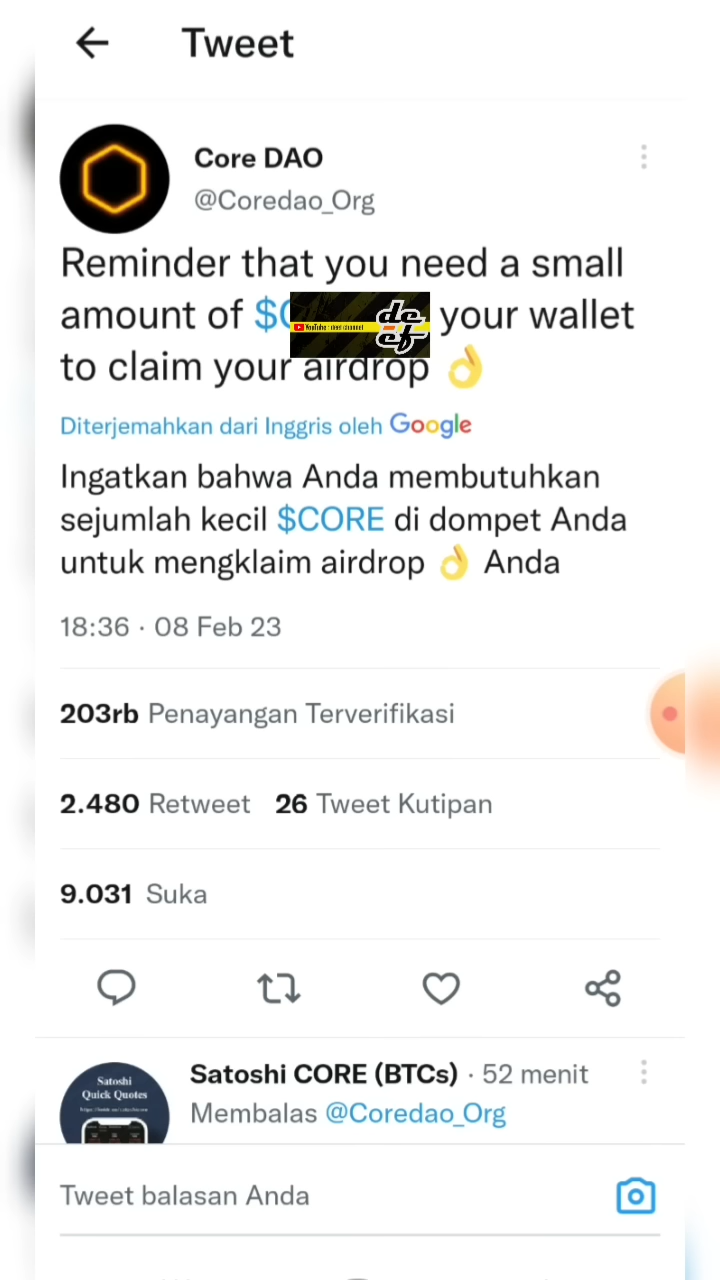 Tweet
Core DAO
@Coredao_Org
Reminder that you need a small
amount of $ your wallet
to claim your airdrop 👌
Diterjemahkan dari Inggris oleh Google
Ingatkan bahwa Anda membutuhkan
sejumlah kecil $CORE di dompet Anda
untuk mengklaim airdrop 👌 Anda
18:36 · 08 Feb 23
203rb Penayangan Terverifikasi
2.480 Retweet 26 Tweet Kutipan
9.031 Suka
Satoshi
Quick Quotes
Satoshi CORE (BTCs) · 52 menit
Membalas @Coredao_Org
Tweet balasan Anda